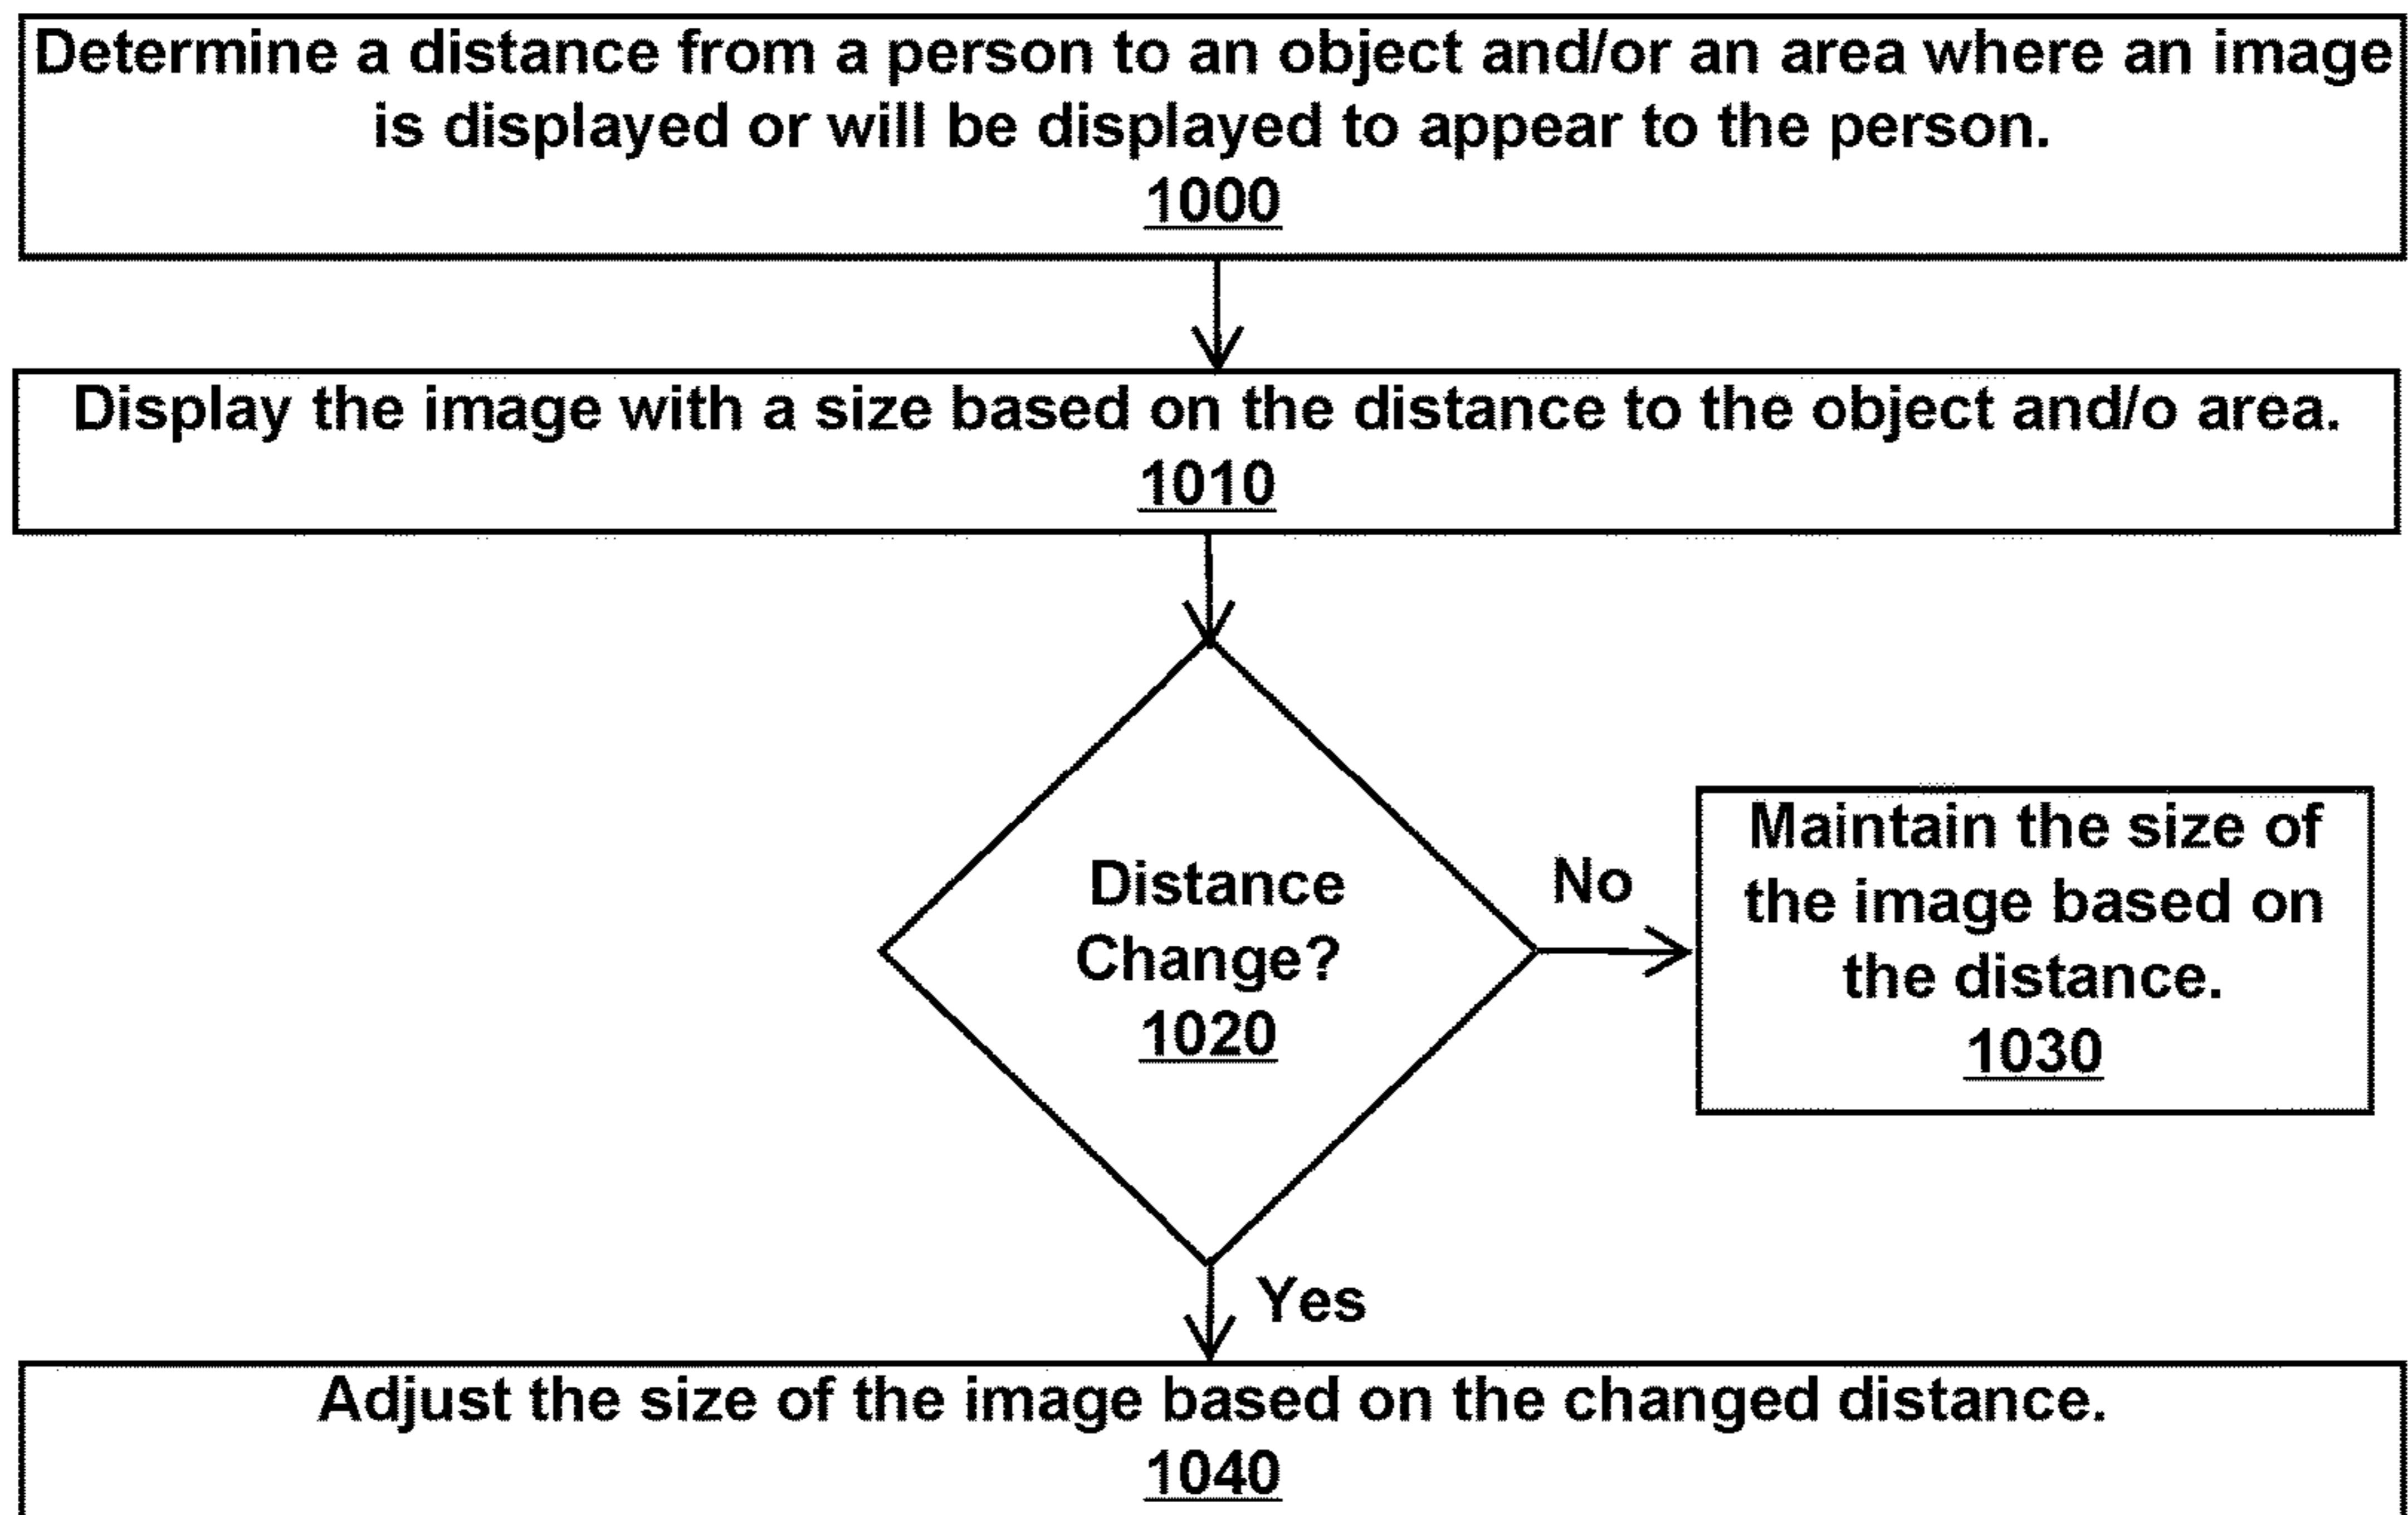 Determine a distance from a person to an object and/or an area where an image
is displayed or will be displayed to appear to the person.
1000
Display the image with a size based on the distance to the object and/o area.
1010
Distance
Change?
1020
No
Maintain the size of
the image based on
the distance.
1030
Yes
Adjust the size of the image based on the changed distance.
1040